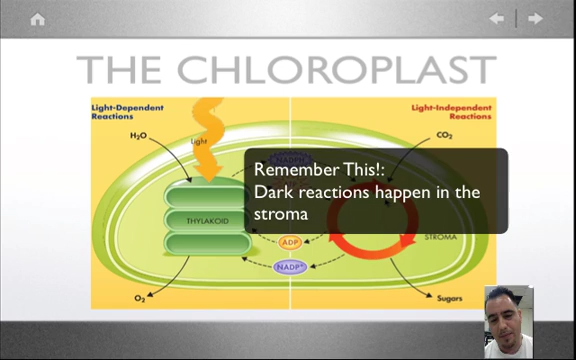 THE CHLOROPLAST
Light-Dependent
Reactions
Light-Independent
Reactions
H₂O
Light
CO₂
NADPH
Remember This!:
Dark reactions happen in the
stroma
THYLAKOID
ADP
STROMA
NADP⁺
O₂
Sugars